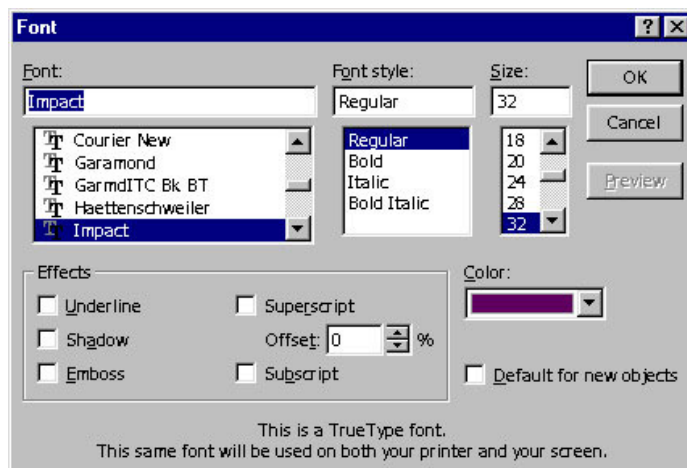 Font
Font:
Impact
Courier New
Garamond
GarmdITC Bk BT
Haettenschweiler
Impact
Font style:
Regular
Regular
Bold
Italic
Bold Italic
Size:
32
18
20
24
28
32
OK
Cancel
Preview
Effects
Underline
Shadow
Emboss
Superscript
Offset: 0 %
Subscript
Color:
Default for new objects
This is a TrueType font.
This same font will be used on both your printer and your screen.